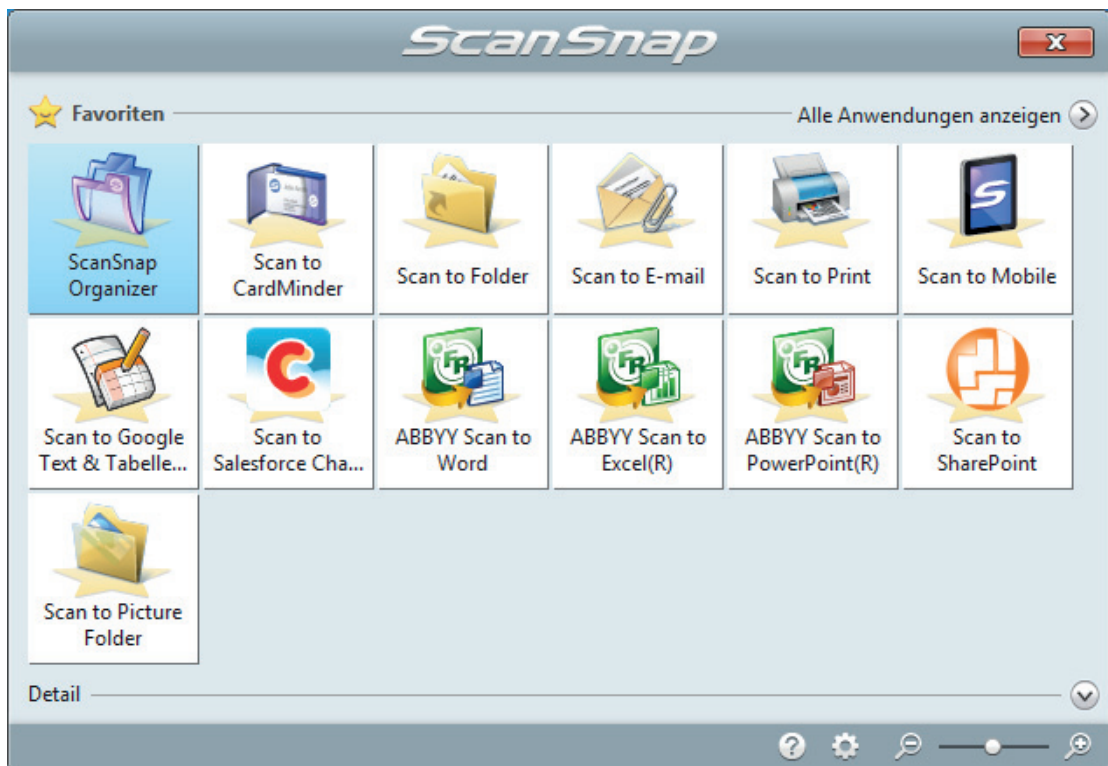 ScanSnap
Favoriten
Alle Anwendungen anzeigen
ScanSnap
Organizer
Scan to
CardMinder
Scan to Folder
Scan to E-mail
Scan to Print
Scan to Mobile
Scan to Google
Text & Tabelle...
Scan to
Salesforce Cha...
ABBYY Scan to
Word
ABBYY Scan to
Excel(R)
ABBYY Scan to
PowerPoint(R)
Scan to
SharePoint
Scan to Picture
Folder
Detail